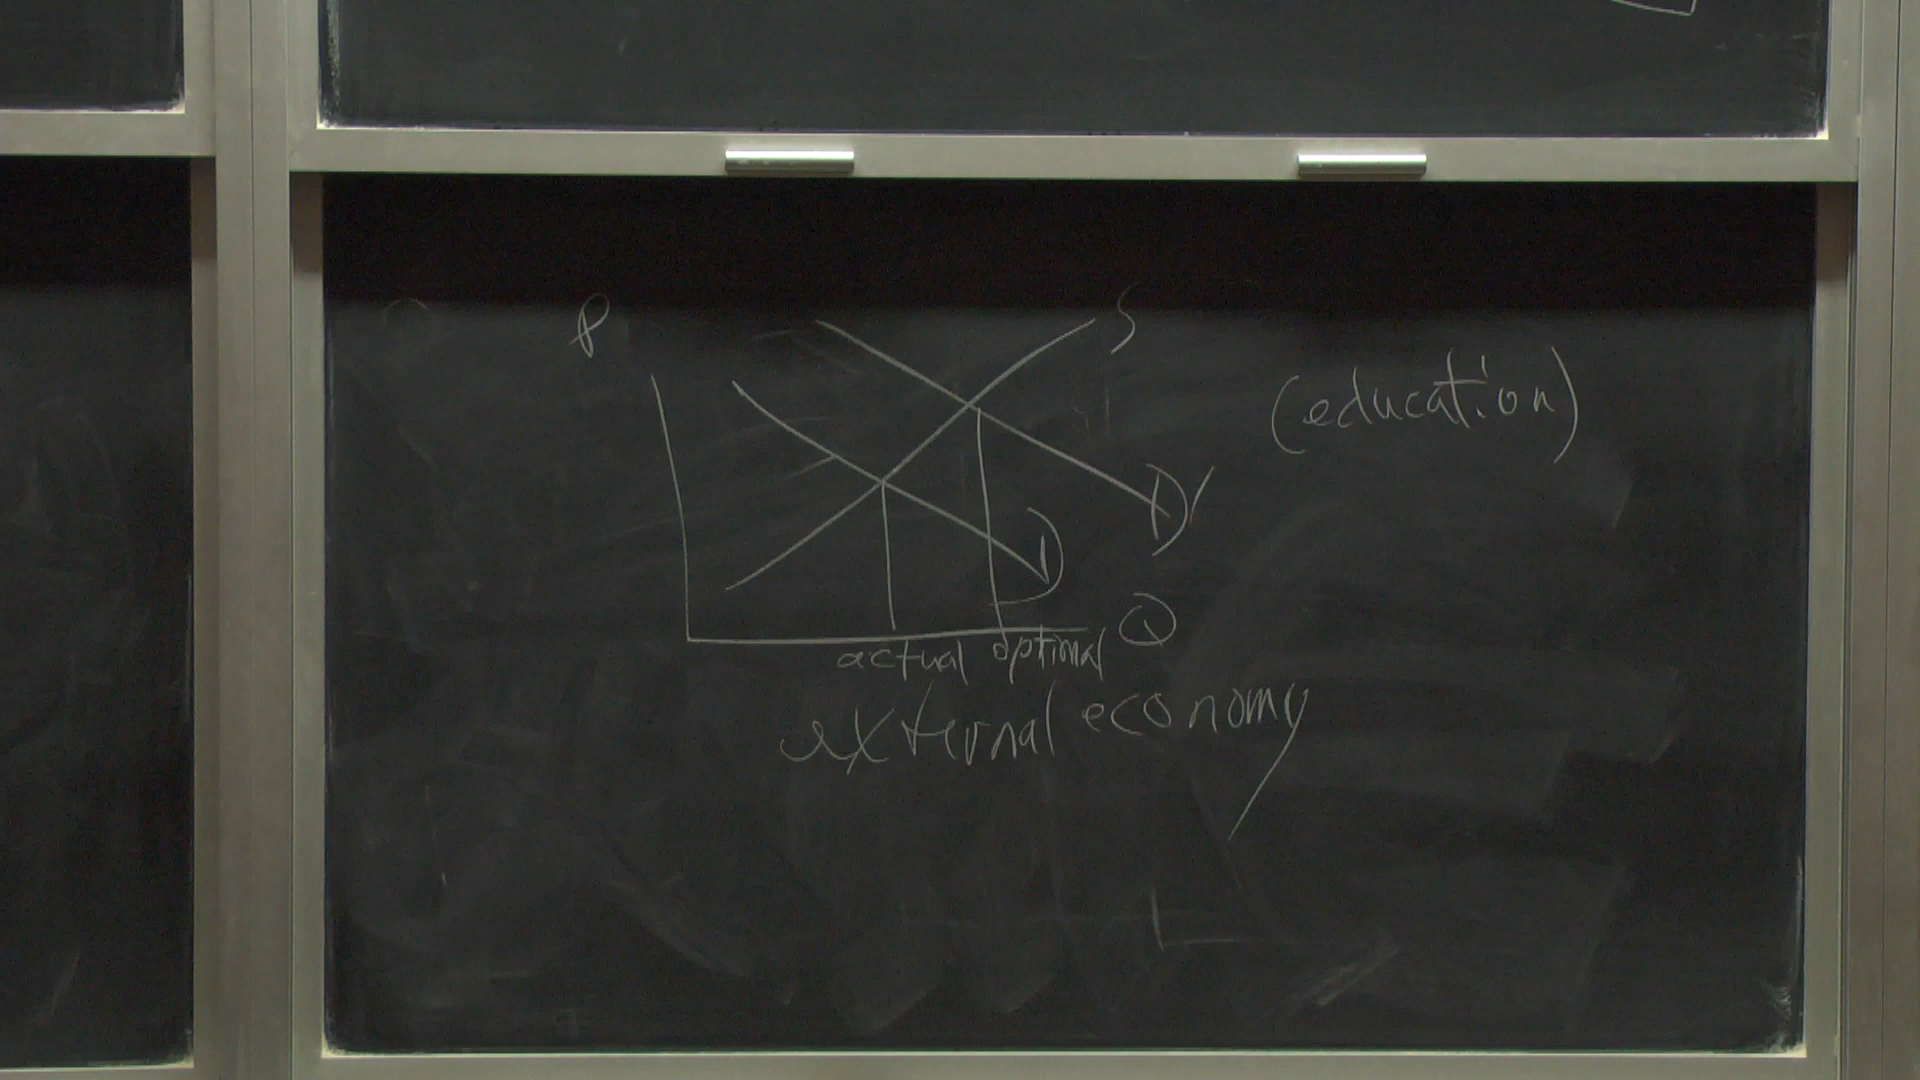 P
S
(education)
D'
D
Q
actual optimal
external economy